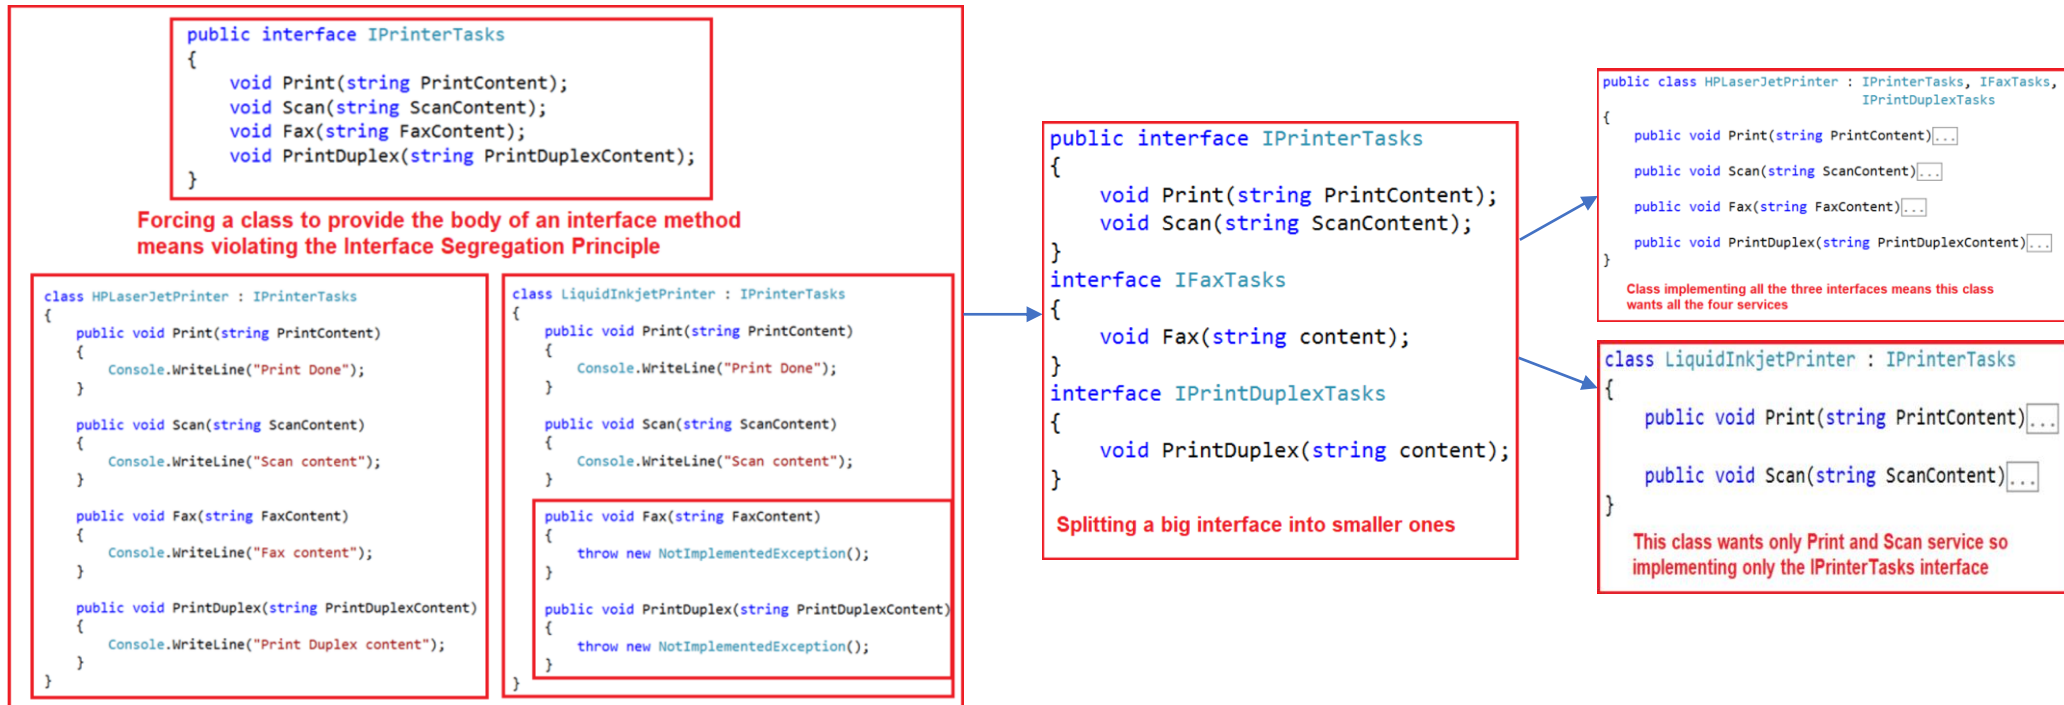 public interface IPrinterTasks
{
void Print(string PrintContent);
void Scan(string ScanContent);
void Fax(string FaxContent);
void PrintDuplex(string PrintDuplexContent);
}
Forcing a class to provide the body of an interface method
means violating the Interface Segregation Principle
class HPLaserJetPrinter : IPrinterTasks
{
public void Print(string PrintContent)
{
Console.WriteLine("Print Done");
}
public void Scan(string ScanContent)
{
Console.WriteLine("Scan content");
}
public void Fax(string FaxContent)
{
Console.WriteLine("Fax content");
}
public void PrintDuplex(string PrintDuplexContent)
{
Console.WriteLine("Print Duplex content");
}
}
class LiquidInkjetPrinter : IPrinterTasks
{
public void Print(string PrintContent)
{
Console.WriteLine("Print Done");
}
public void Scan(string ScanContent)
{
Console.WriteLine("Scan content");
}
public void Fax(string FaxContent)
{
throw new NotImplementedException();
}
public void PrintDuplex(string PrintDuplexContent)
{
throw new NotImplementedException();
}
}
public interface IPrinterTasks
{
void Print(string PrintContent);
void Scan(string ScanContent);
}
interface IFaxTasks
{
void Fax(string content);
}
interface IPrintDuplexTasks
{
void PrintDuplex(string content);
}
Splitting a big interface into smaller ones
public class HPLaserJetPrinter : IPrinterTasks, IFaxTasks,
IPrintDuplexTasks
{
public void Print(string PrintContent)...
public void Scan(string ScanContent)...
public void Fax(string FaxContent)...
public void PrintDuplex(string PrintDuplexContent)...
}
Class implementing all the three interfaces means this class
wants all the four services
class LiquidInkjetPrinter : IPrinterTasks
{
public void Print(string PrintContent)...
public void Scan(string ScanContent)...
}
This class wants only Print and Scan service so
implementing only the IPrinterTasks interface